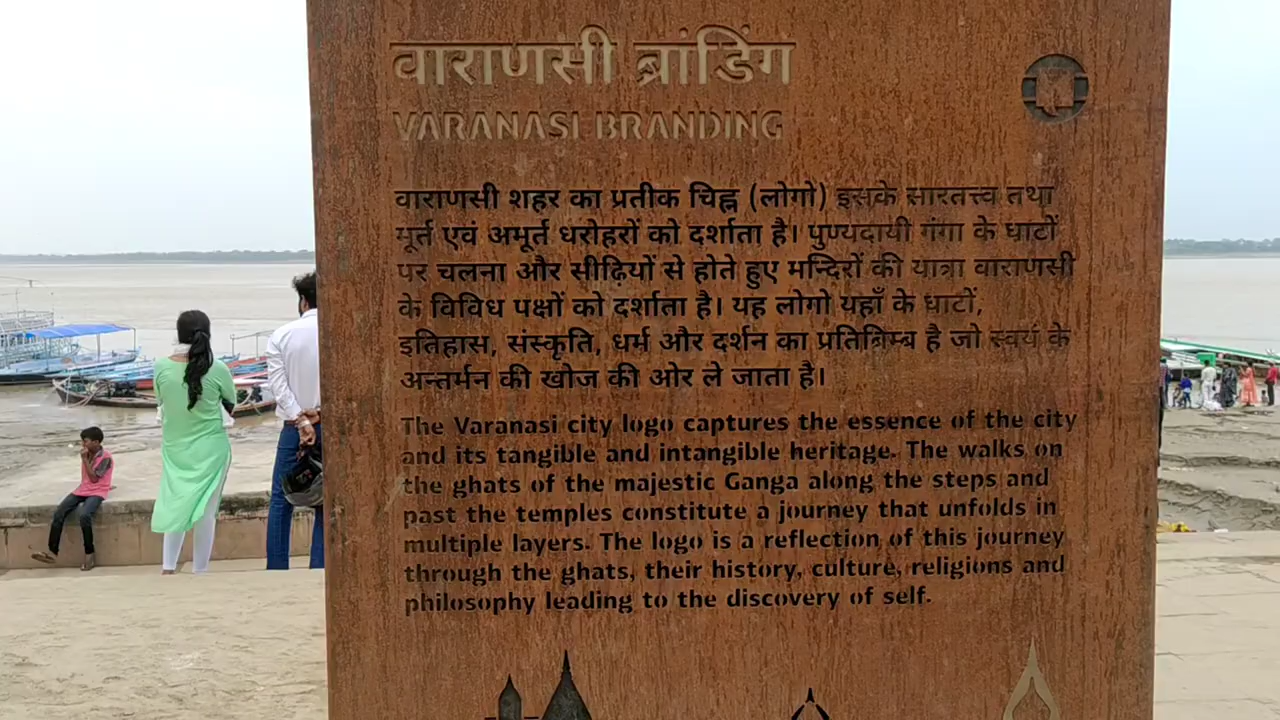 वाराणसी ब्रांडिंग
VARANASI BRANDING
वाराणसी शहर का प्रतीक चिह्न (लोगो) इसके सारतत्त्व तथा
मूर्त एवं अमूर्त धरोहरों को दर्शाता है। पुण्यदायी गंगा के घाटों
पर चलना और सीढ़ियों से होते हुए मन्दिरों की यात्रा वाराणसी
के विविध पक्षों को दर्शाता है। यह लोगो यहाँ के घाटों,
इतिहास, संस्कृति, धर्म और दर्शन का प्रतिबिम्ब है जो स्वयं के
अन्तर्मन की खोज की ओर ले जाता है।
The Varanasi city logo captures the essence of the city
and its tangible and intangible heritage. The walks on
the ghats of the majestic Ganga along the steps and
past the temples constitute a journey that unfolds in
multiple layers. The logo is a reflection of this journey
through the ghats, their history, culture, religions and
philosophy leading to the discovery of self.